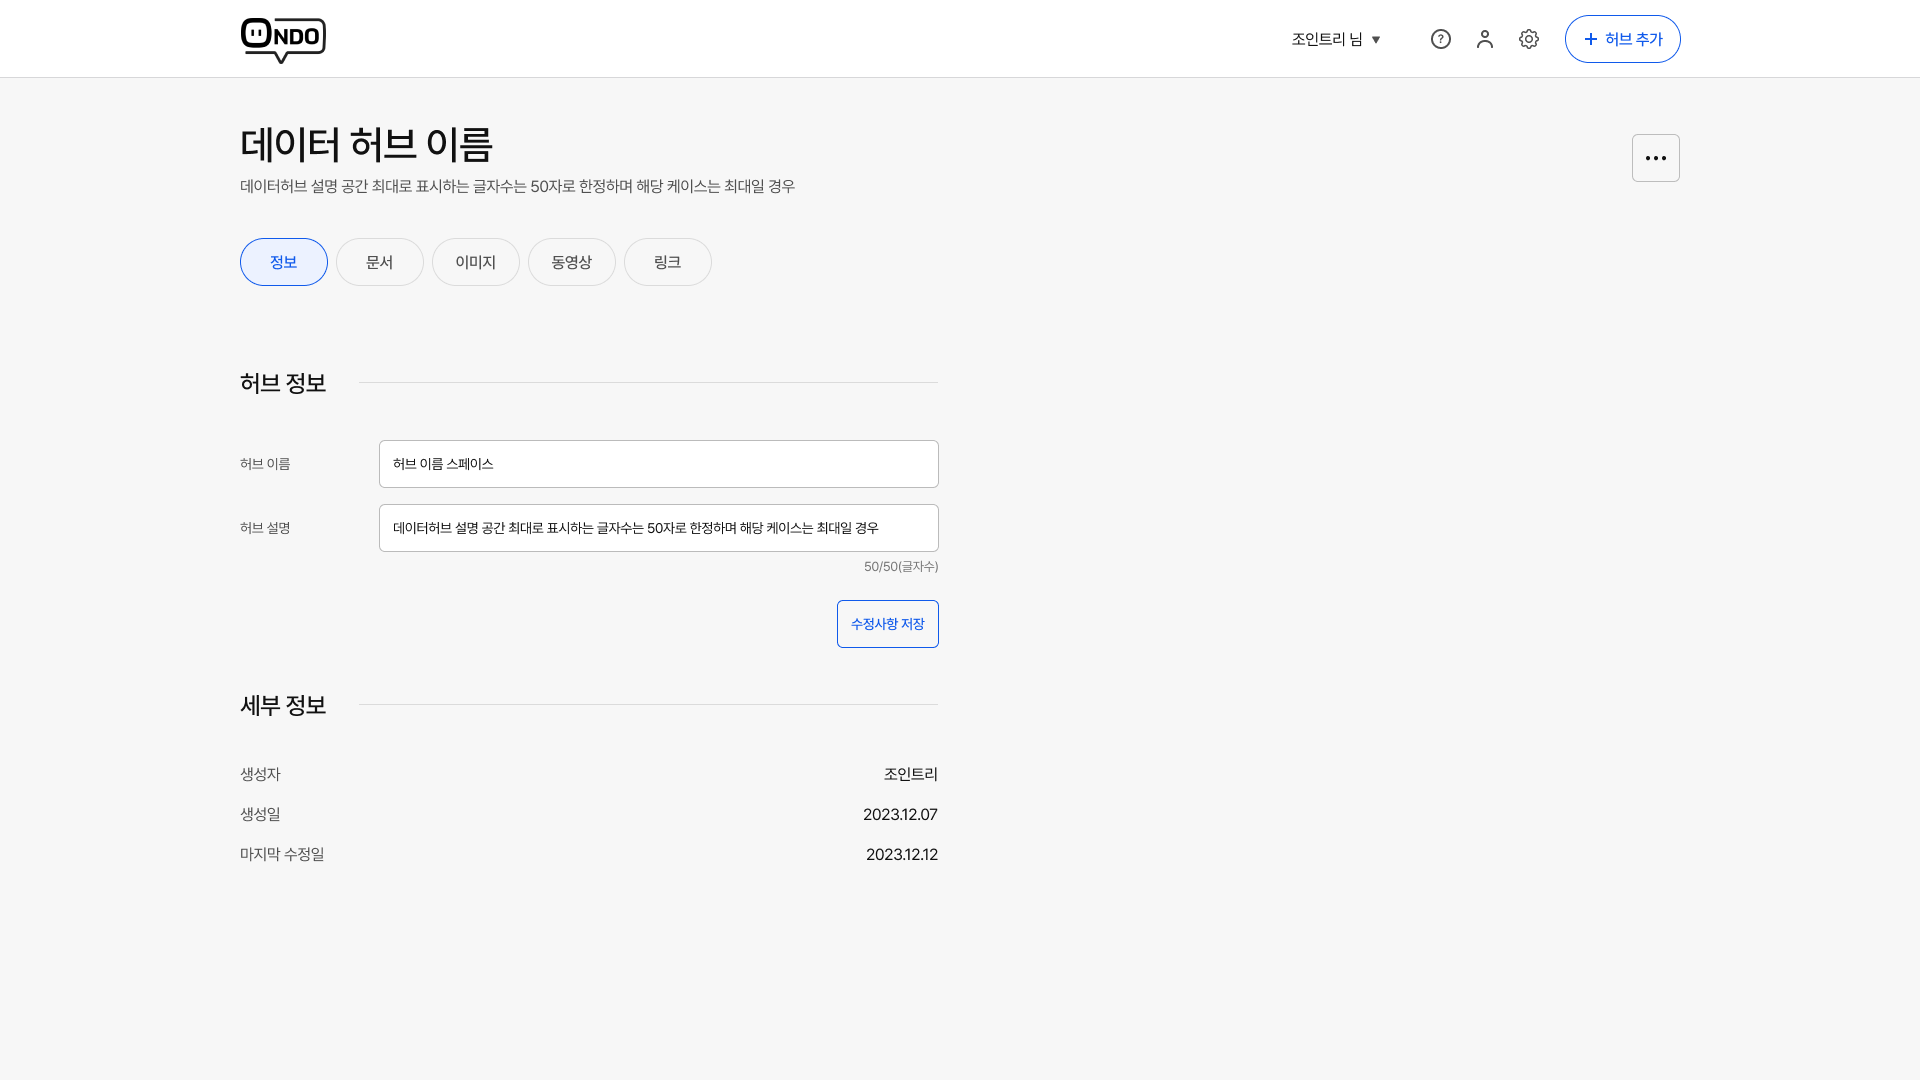 ONDO
조인트리 님 ▼
+ 허브 추가
데이터 허브 이름
데이터허브 설명 공간 최대로 표시하는 글자수는 50자로 한정하며 해당 케이스는 최대일 경우
정보 문서 이미지 동영상 링크
허브 정보
허브 이름 허브 이름 스페이스
허브 설명 데이터허브 설명 공간 최대로 표시하는 글자수는 50자로 한정하며 해당 케이스는 최대일 경우
50/50(글자수)
수정사항 저장
세부 정보
생성자 조인트리
생성일 2023.12.07
마지막 수정일 2023.12.12